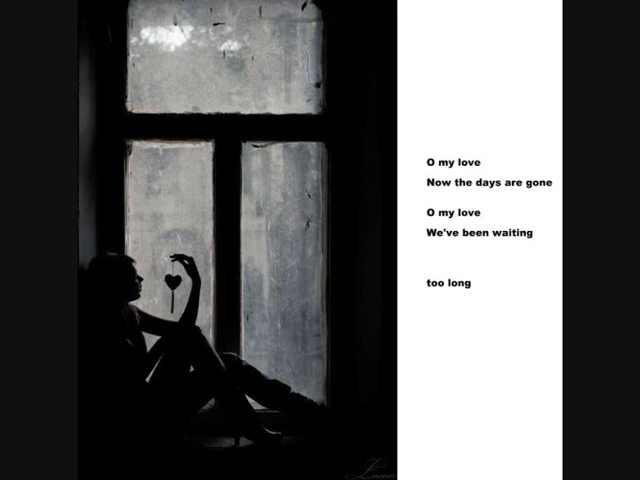 O my love
Now the days are gone
O my love
We've been waiting
too long